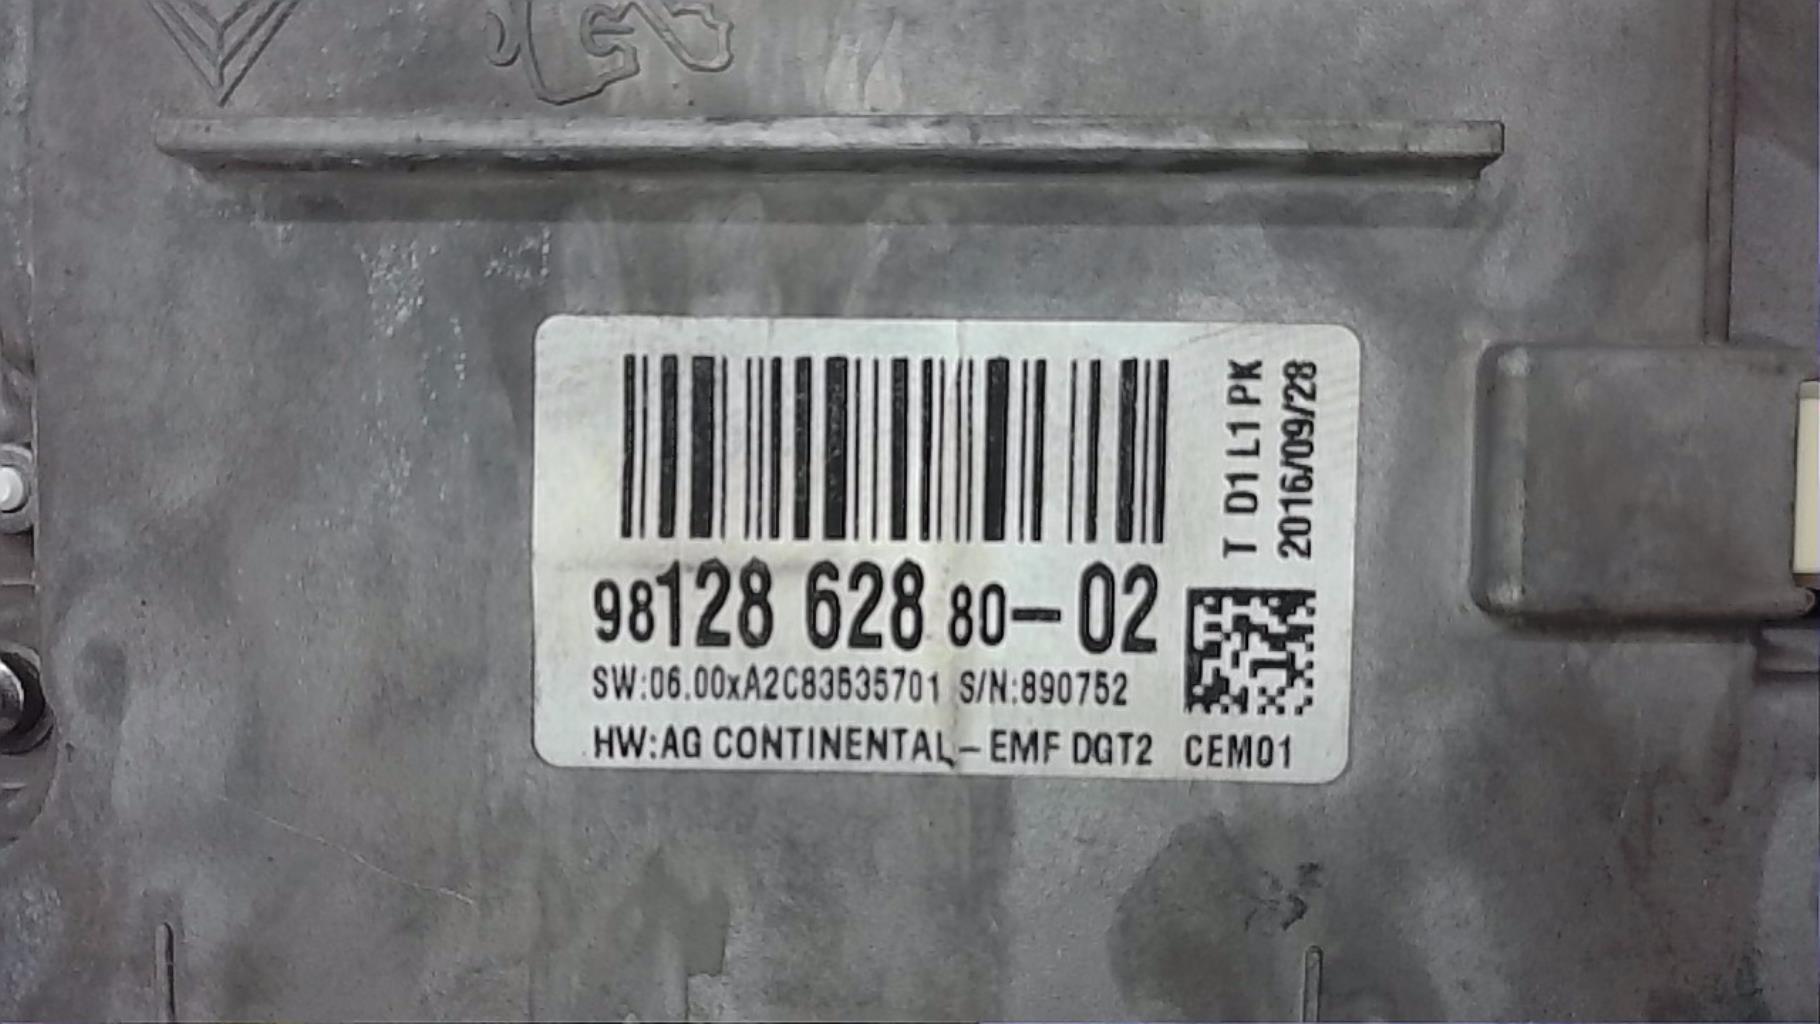 98128 628 80-02
SW:06.00xA2C83535701 S/N:890752
HW:AG CONTINENTAL-EMF DGT2 CEM01
T D1 L1 PK
2016/09/28